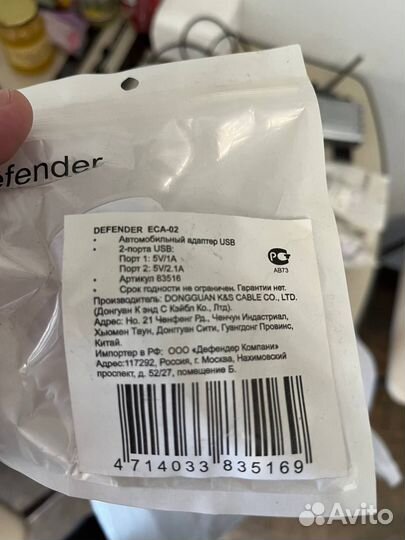 efender
DEFENDER ECA-02
• Автомобильный адаптер USB
• 2-порта USB:
Порт 1: 5V/1A
Порт 2: 5V/2.1A
• Артикул 83516
• Срок годности не ограничен. Гарантии нет.
Производитель: DONGGUAN K&S CABLE CO., LTD.
(Донгуан К энд С Кэйбл Ко., Лтд).
Адрес: Но. 21 Ченфенг Рд., Ченчун Индастриал,
Хьюмен Таун, Донггуан Сити, Гуангдонг Провинс,
Китай.
Импортер в РФ: ООО «Дефендер Компани»
Адрес:117292, Россия, г. Москва, Нахимовский
проспект, д. 52/27, помещение Б.
РС
АВ73
4 714033 835169
Avito